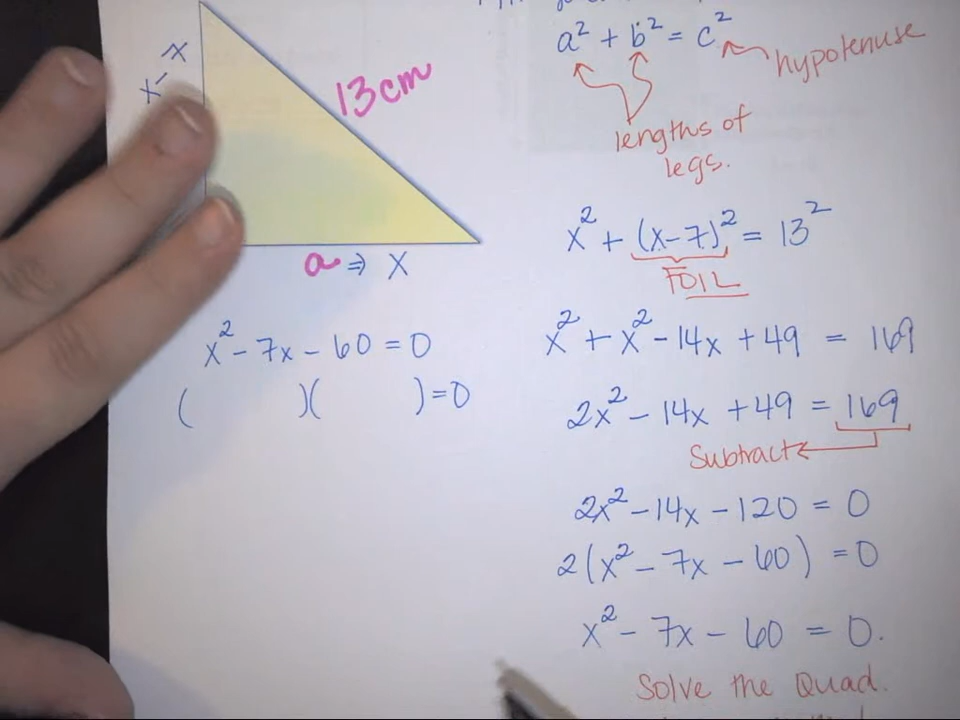 a² + b² = c²
hypotenuse
13cm
lengths of
legs.
x² + (x-7)² = 13²
FOIL
a ⇒ x
x² - 7x - 60 = 0
( )( ) = 0
x² + x² - 14x + 49 = 169
2x² - 14x + 49 = 169
Subtract
2x² - 14x - 120 = 0
2(x² - 7x - 60) = 0
x² - 7x - 60 = 0.
Solve the Quad.